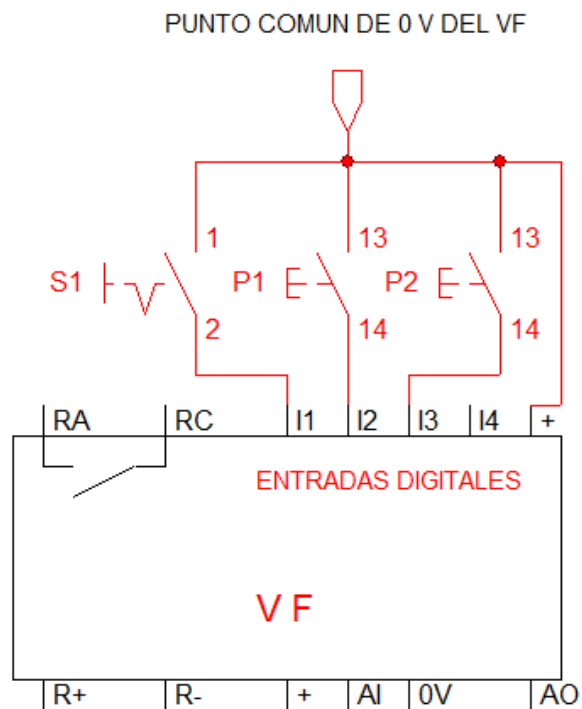 PUNTO COMUN DE 0 V DEL VF
1 13 13
S1 P1 P2
2 14 14
RA RC I1 I2 I3 I4 +
ENTRADAS DIGITALES
V F
R+ R- + AI 0V AO